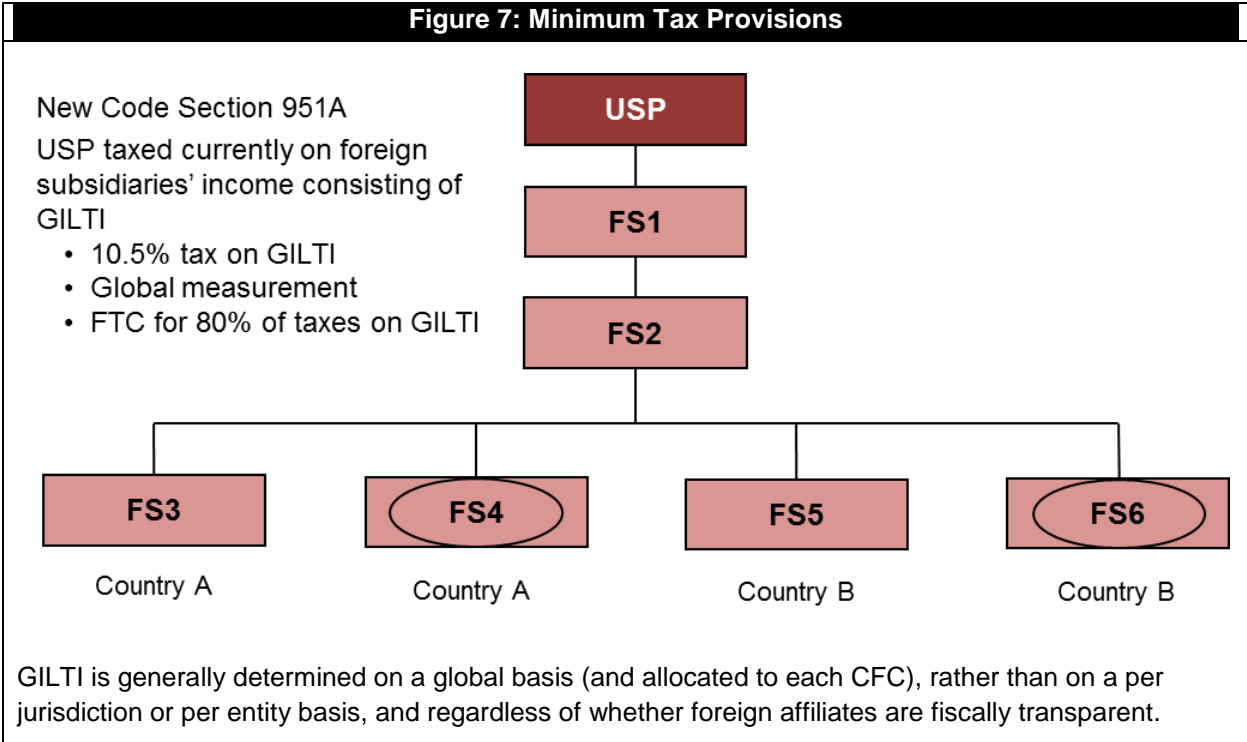 Figure 7: Minimum Tax Provisions
New Code Section 951A
USP taxed currently on foreign
subsidiaries’ income consisting of
GILTI
• 10.5% tax on GILTI
• Global measurement
• FTC for 80% of taxes on GILTI
USP
FS1
FS2
FS3
FS4
FS5
FS6
Country A
Country A
Country B
Country B
GILTI is generally determined on a global basis (and allocated to each CFC), rather than on a per
jurisdiction or per entity basis, and regardless of whether foreign affiliates are fiscally transparent.